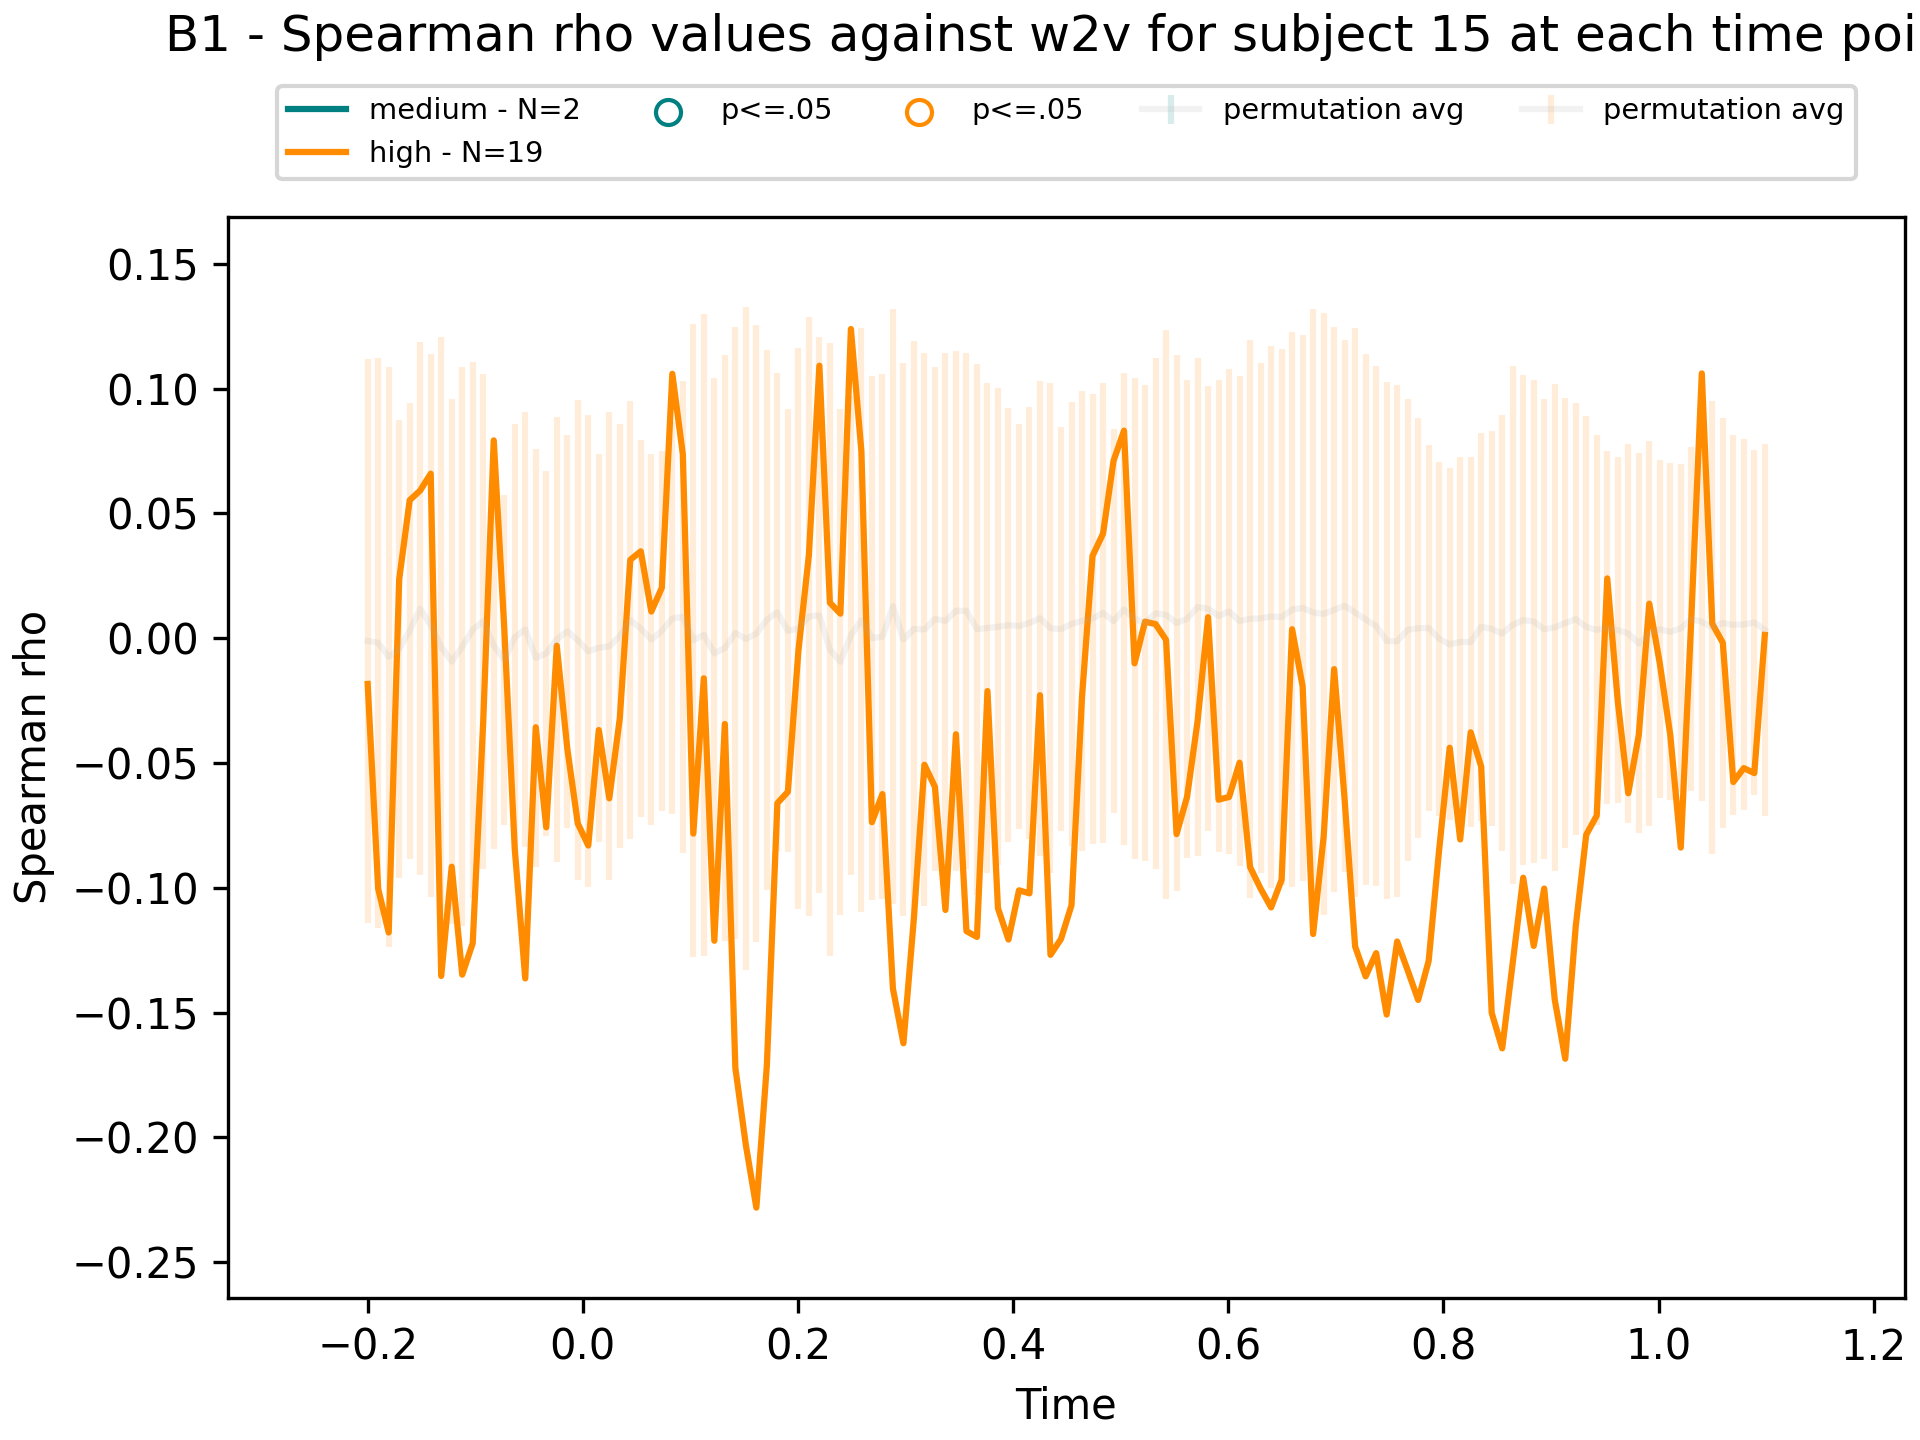 B1 - Spearman rho values against w2v for subject 15 at each time poi
medium - N=2
high - N=19
p<=.05
p<=.05
permutation avg
permutation avg
Spearman rho
0.15
0.10
0.05
0.00
−0.05
−0.10
−0.15
−0.20
−0.25
−0.2
0.0
0.2
0.4
0.6
0.8
1.0
1.2
Time